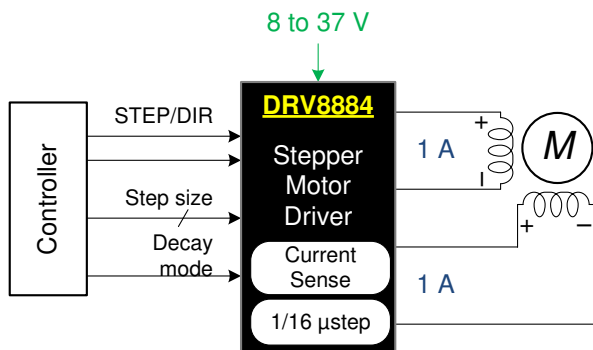 8 to 37 V
Controller
STEP/DIR
Step size
Decay
mode
DRV8884
Stepper
Motor
Driver
Current
Sense
1/16 µstep
+
1 A
−
M
+ −
1 A